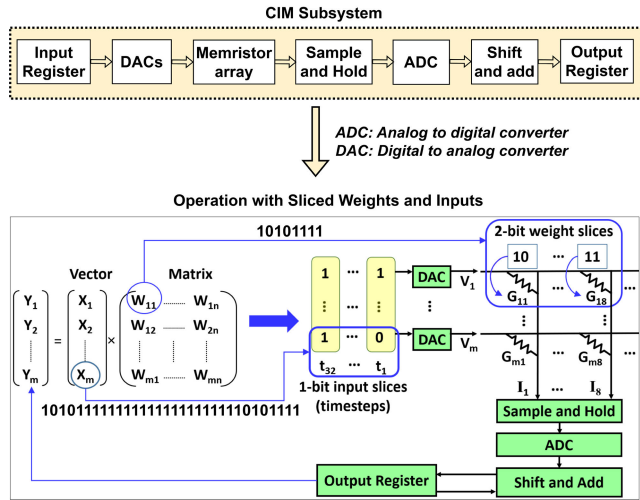 CIM Subsystem
Input Register
DACs
Memristor array
Sample and Hold
ADC
Shift and add
Output Register
ADC: Analog to digital converter
DAC: Digital to analog converter
Operation with Sliced Weights and Inputs
10101111
2-bit weight slices
10 ... 11
Vector Matrix
1 ... 1
DAC V1
G11 ... G18
Y1 X1 W11 ........ W1n
Y2 = X2 × W12 ........ W2n
Ym Xm Wm1 ........ Wmn
1 ... 0
DAC Vm
Gm1 ... Gm8
t32 ... t1
1-bit input slices
(timesteps)
I1 ... I8
Sample and Hold
ADC
Shift and Add
Output Register